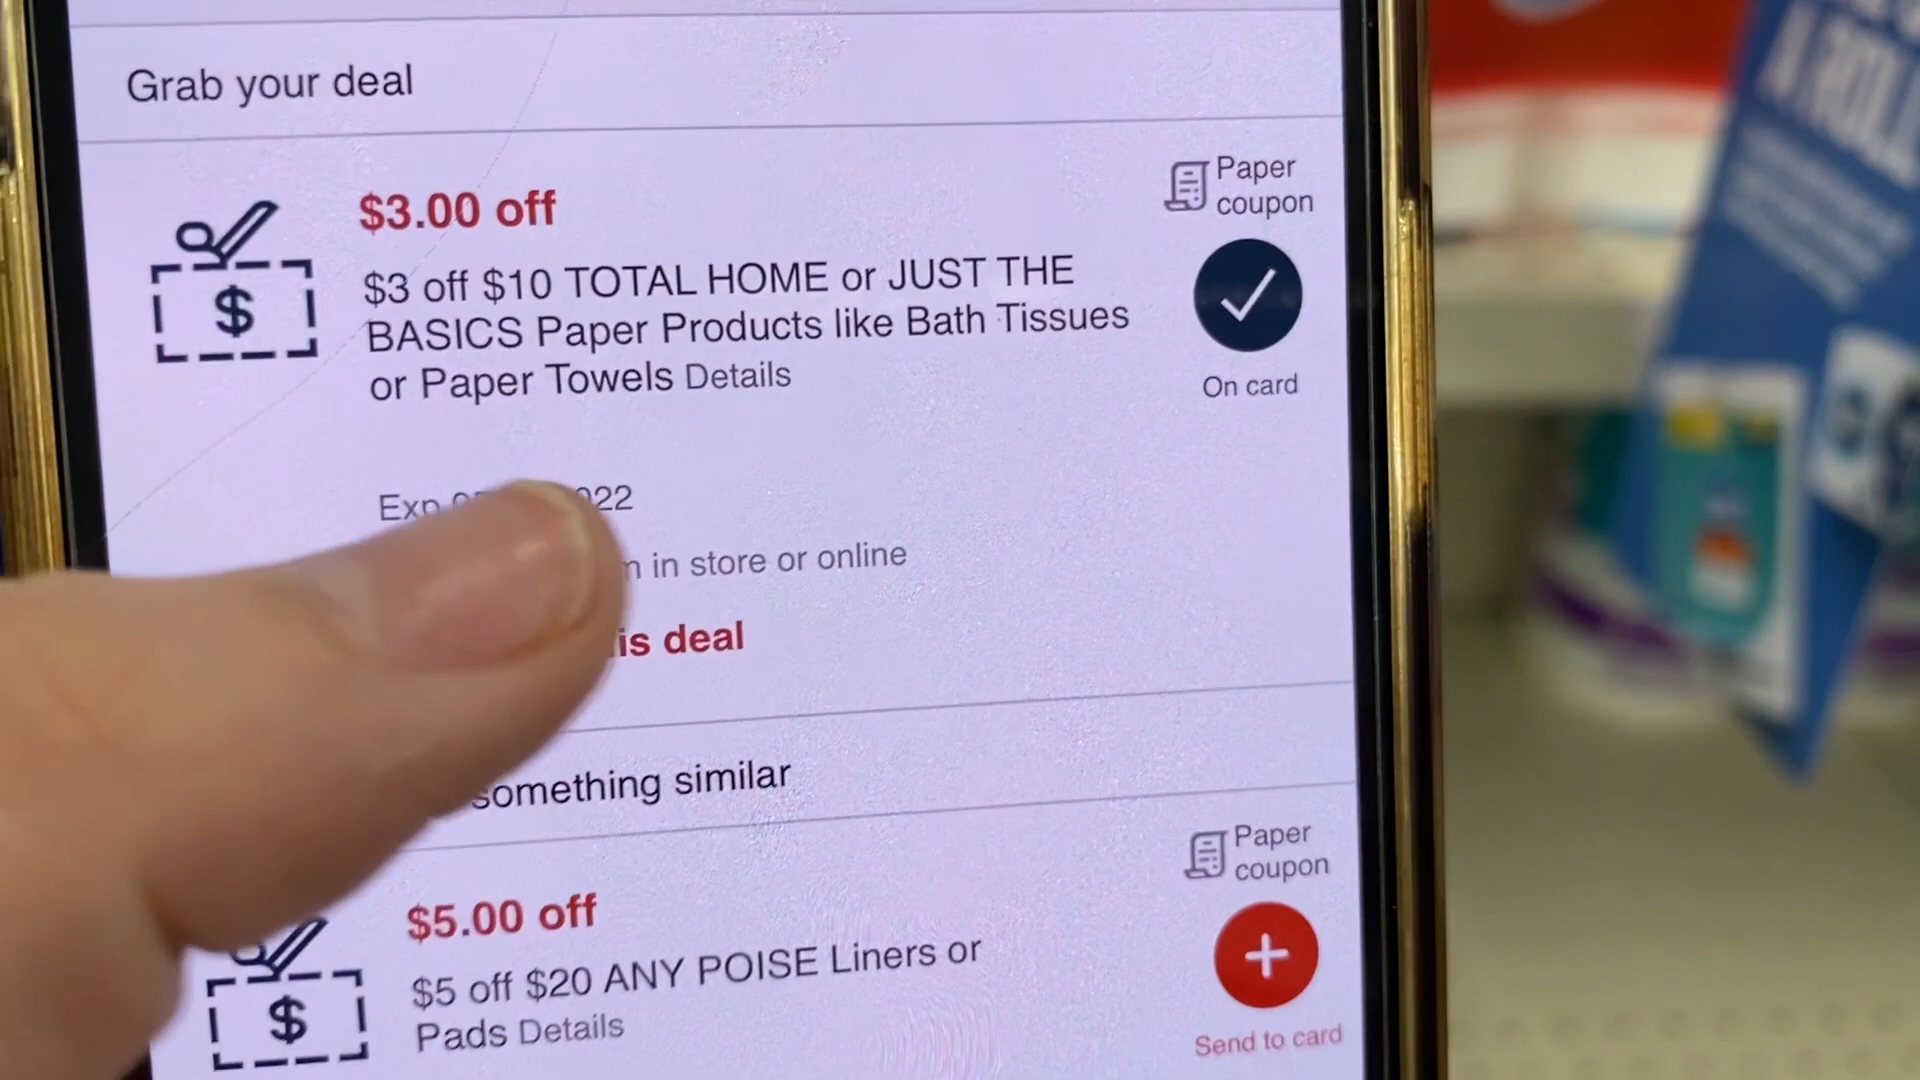 Grab your deal
Paper
coupon
$3.00 off
$3 off $10 TOTAL HOME or JUST THE
BASICS Paper Products like Bath Tissues
or Paper Towels Details
On card
Exp
in store or online
deal
something similar
Paper
coupon
$5.00 off
$5 off $20 ANY POISE Liners or
Pads Details
Send to card
$
$
A ROLL